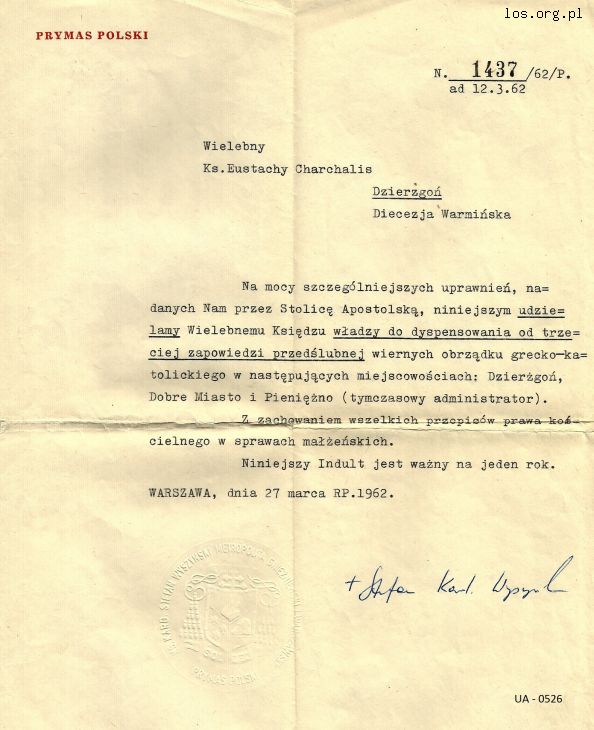 los.org.pl
PRYMAS POLSKI
N. 1437 /62/P.
ad 12.3.62
Wielebny
Ks.Eustachy Charchalis
Dzierżgoń
Diecezja Warmińska
Na mocy szczególniejszych uprawnień, na=
danych Nam przez Stolicę Apostolską, niniejszym udzie=
lamy Wielebnemu Księdzu władzy do dyspensowania od trze=
ciej zapowiedzi przedślubnej wiernych obrządku grecko-ka=
tolickiego w następujących miejscowościach: Dzierżgoń,
Dobre Miasto i Pieniężno (tymczasowy administrator).
Z zachowaniem wszelkich przepisów prawa koś=
cielnego w sprawach małżeńskich.
Niniejszy Indult jest ważny na jeden rok.
WARSZAWA, dnia 27 marca RP.1962.
+ Stefan Kard. Wyszyński
PRYMAS POLSKI
UA - 0526